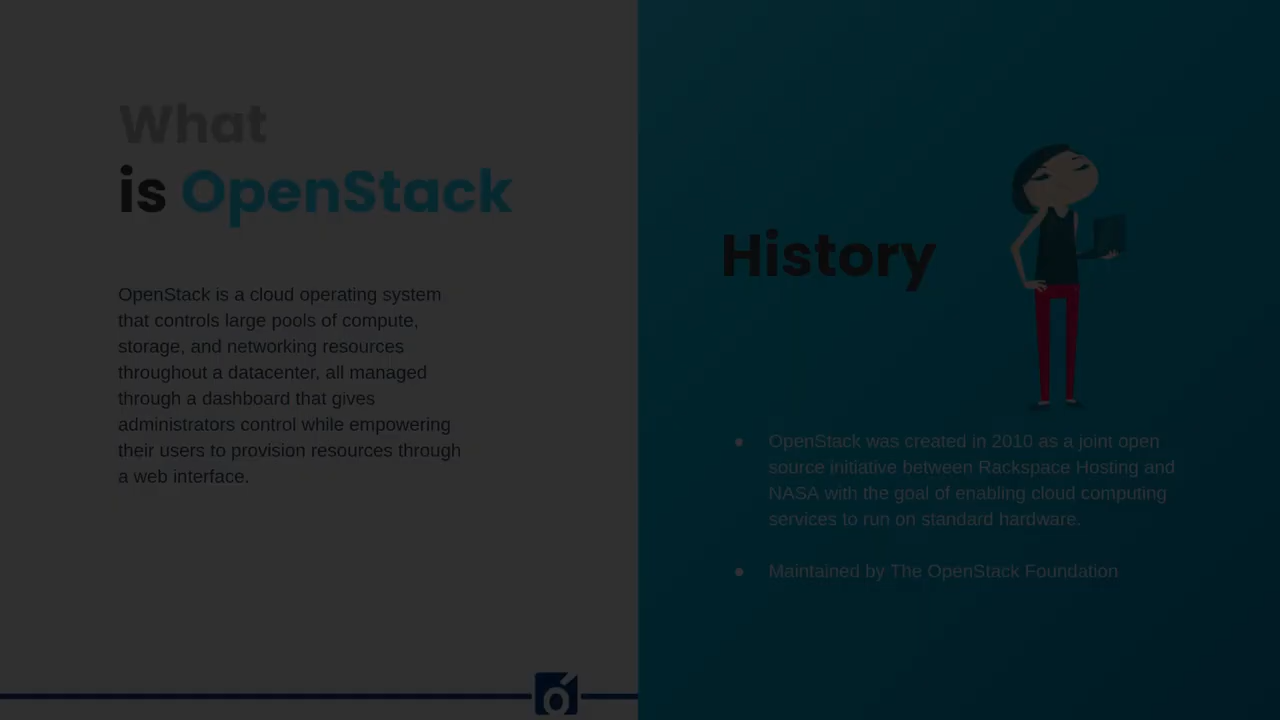 What
is OpenStack
OpenStack is a cloud operating system
that controls large pools of compute,
storage, and networking resources
throughout a datacenter, all managed
through a dashboard that gives
administrators control while empowering
their users to provision resources through
a web interface.
History
● OpenStack was created in 2010 as a joint open
source initiative between Rackspace Hosting and
NASA with the goal of enabling cloud computing
services to run on standard hardware.
● Maintained by The OpenStack Foundation